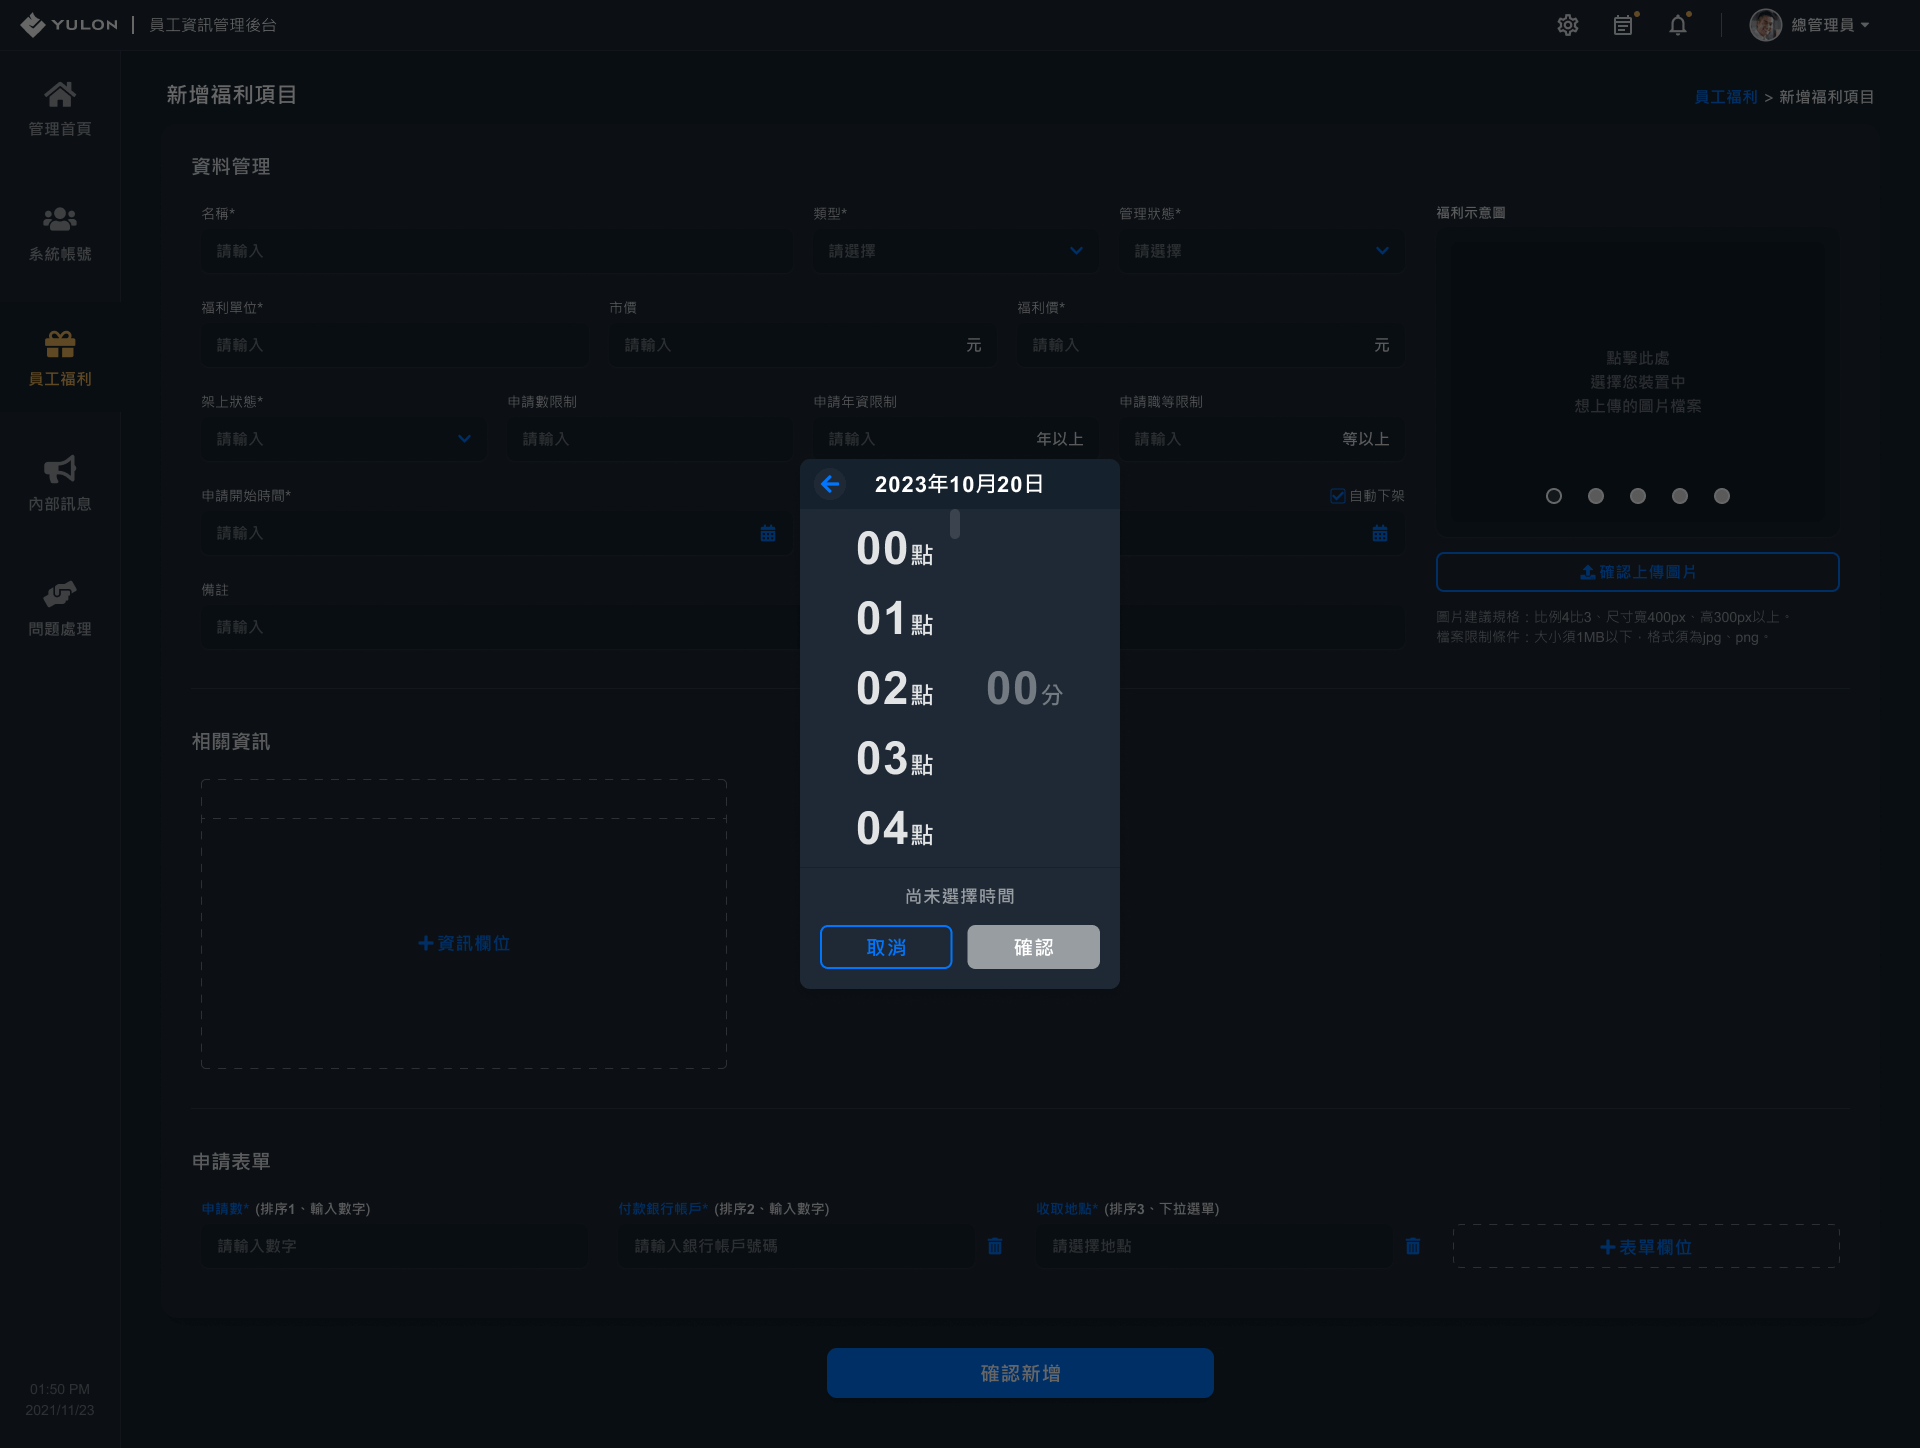 YULON
員工資訊管理後台
總管理員
管理首頁
系統帳號
員工福利
內部訊息
問題處理
01:50 PM
2021/11/23
新增福利項目
員工福利 > 新增福利項目
資料管理
名稱*
請輸入
類型*
請選擇
管理狀態*
請選擇
福利單位*
請輸入
市價
請輸入
元
福利價*
請輸入
元
架上狀態*
請輸入
申請數限制
請輸入
申請年資限制
請輸入
年以上
申請職等限制
請輸入
等以上
申請開始時間*
請輸入
自動下架
備註
請輸入
福利示意圖
點擊此處
選擇您裝置中
想上傳的圖片檔案
確認上傳圖片
圖片建議規格：比例4比3、尺寸寬400px、高300px以上。
檔案限制條件：大小須1MB以下、格式須為jpg、png。
2023年10月20日
00點
01點
02點
00分
03點
04點
尚未選擇時間
取消
確認
相關資訊
資訊欄位
申請表單
申請數* (排序1、輸入數字)
請輸入數字
付款銀行帳戶* (排序2、輸入數字)
請輸入銀行帳戶號碼
收取地點* (排序3、下拉選單)
請選擇地點
表單欄位
確認新增